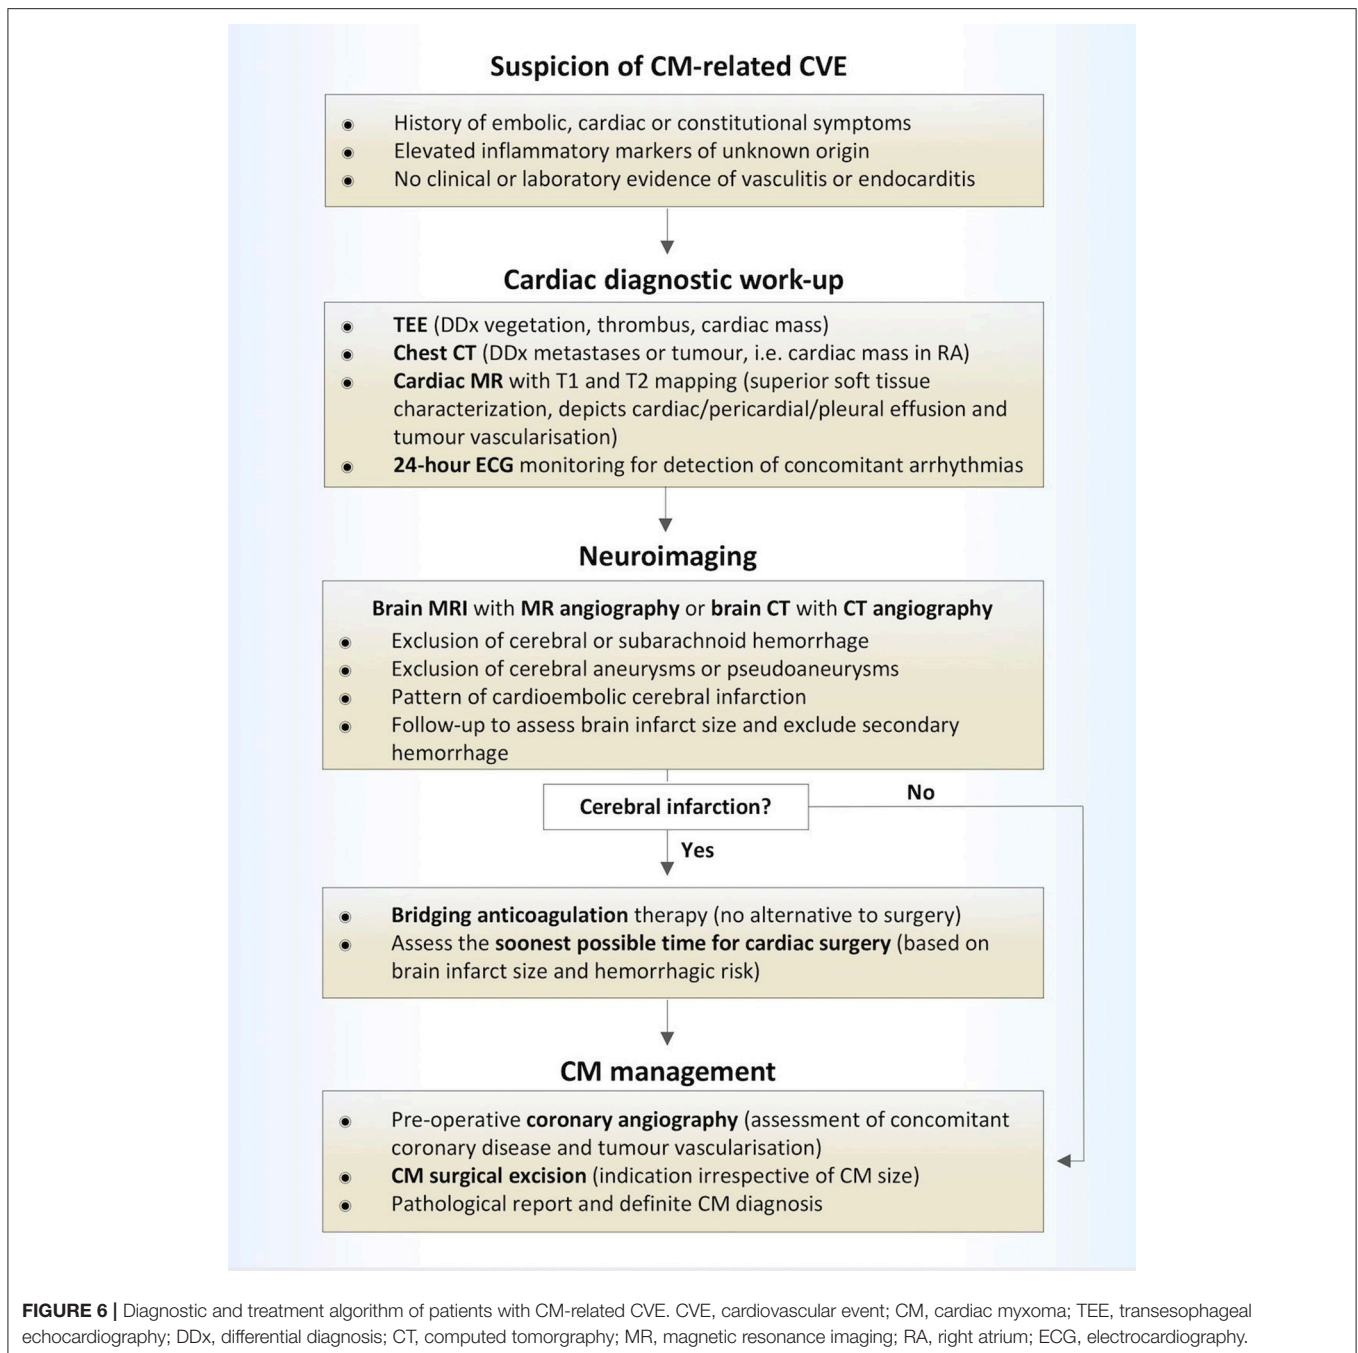 Suspicion of CM-related CVE
◉ History of embolic, cardiac or constitutional symptoms
◉ Elevated inflammatory markers of unknown origin
◉ No clinical or laboratory evidence of vasculitis or endocarditis
Cardiac diagnostic work-up
◉ TEE (DDx vegetation, thrombus, cardiac mass)
◉ Chest CT (DDx metastases or tumour, i.e. cardiac mass in RA)
◉ Cardiac MR with T1 and T2 mapping (superior soft tissue
characterization, depicts cardiac/pericardial/pleural effusion and
tumour vascularisation)
◉ 24-hour ECG monitoring for detection of concomitant arrhythmias
Neuroimaging
Brain MRI with MR angiography or brain CT with CT angiography
◉ Exclusion of cerebral or subarachnoid hemorrhage
◉ Exclusion of cerebral aneurysms or pseudoaneurysms
◉ Pattern of cardioembolic cerebral infarction
◉ Follow-up to assess brain infarct size and exclude secondary
hemorrhage
Cerebral infarction?
No
Yes
◉ Bridging anticoagulation therapy (no alternative to surgery)
◉ Assess the soonest possible time for cardiac surgery (based on
brain infarct size and hemorrhagic risk)
CM management
◉ Pre-operative coronary angiography (assessment of concomitant
coronary disease and tumour vascularisation)
◉ CM surgical excision (indication irrespective of CM size)
◉ Pathological report and definite CM diagnosis
FIGURE 6 | Diagnostic and treatment algorithm of patients with CM-related CVE. CVE, cardiovascular event; CM, cardiac myxoma; TEE, transesophageal
echocardiography; DDx, differential diagnosis; CT, computed tomorgraphy; MR, magnetic resonance imaging; RA, right atrium; ECG, electrocardiography.